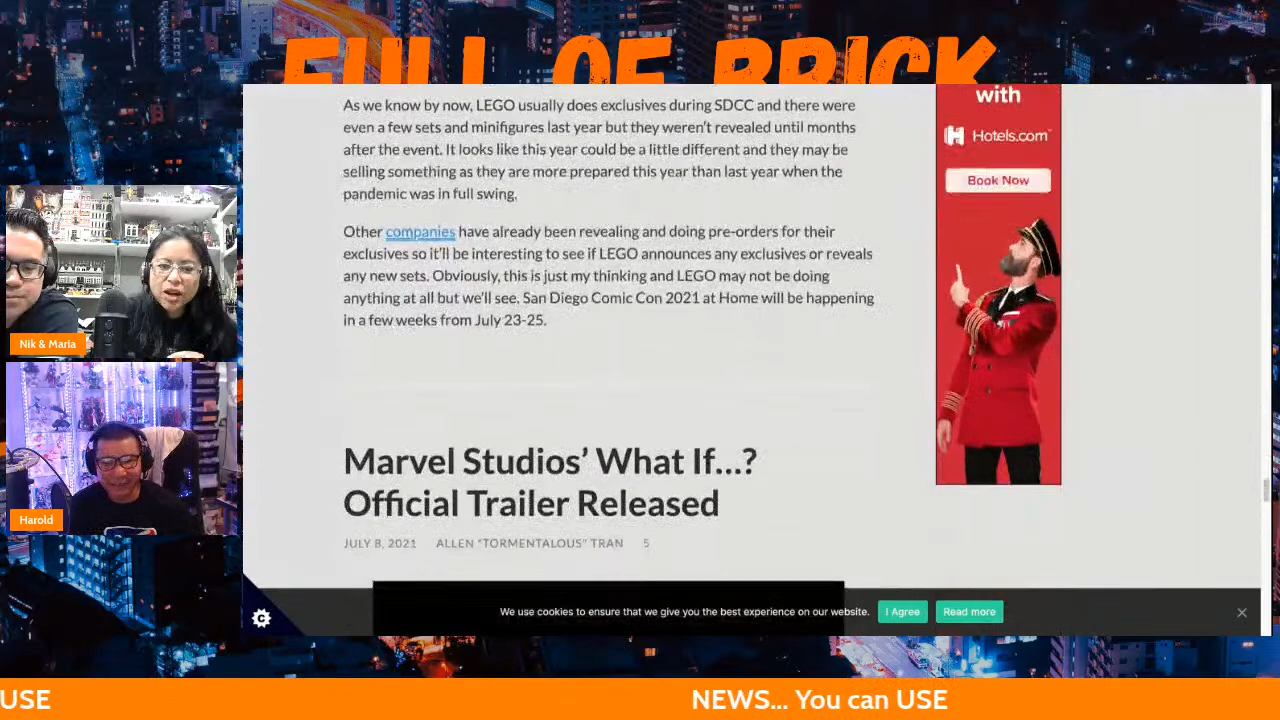 FULL OF BRICK
As we know by now, LEGO usually does exclusives during SDCC and there were
even a few sets and minifigures last year but they weren't revealed until months
after the event. It looks like this year could be a little different and they may be
selling something as they are more prepared this year than last year when the
pandemic was in full swing.
Other companies have already been revealing and doing pre-orders for their
exclusives so it'll be interesting to see if LEGO announces any exclusives or reveals
any new sets. Obviously, this is just my thinking and LEGO may not be doing
anything at all but we'll see. San Diego Comic Con 2021 at Home will be happening
in a few weeks from July 23-25.
Marvel Studios' What If...?
Official Trailer Released
JULY 8, 2021 ALLEN "TORMENTALOUS" TRAN 5
with
H Hotels.com
Book Now
Nik & Maria
Harold
C
We use cookies to ensure that we give you the best experience on our website. I Agree Read more
USE
NEWS... You can USE